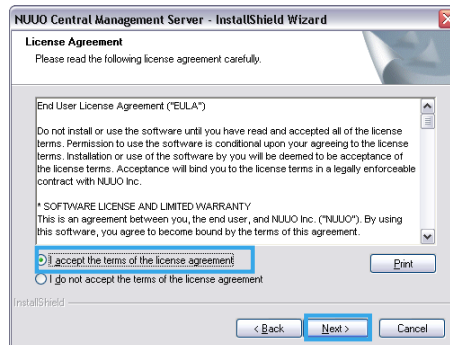 NUUO Central Management Server - InstallShield Wizard
License Agreement
Please read the following license agreement carefully.
End User License Agreement ("EULA")
Do not install or use the software until you have read and accepted all of the license
terms. Permission to use the software is conditional upon your agreeing to the license
terms. Installation or use of the software by you will be deemed to be acceptance of
the license terms. Acceptance will bind you to the license terms in a legally enforceable
contract with NUUO Inc.
* SOFTWARE LICENSE AND LIMITED WARRANTY
This is an agreement between you, the end user, and NUUO Inc. ("NUUO"). By using
this software, you agree to become bound by the terms of this agreement.
I accept the terms of the license agreement
Print
I do not accept the terms of the license agreement
InstallShield
< Back
Next >
Cancel